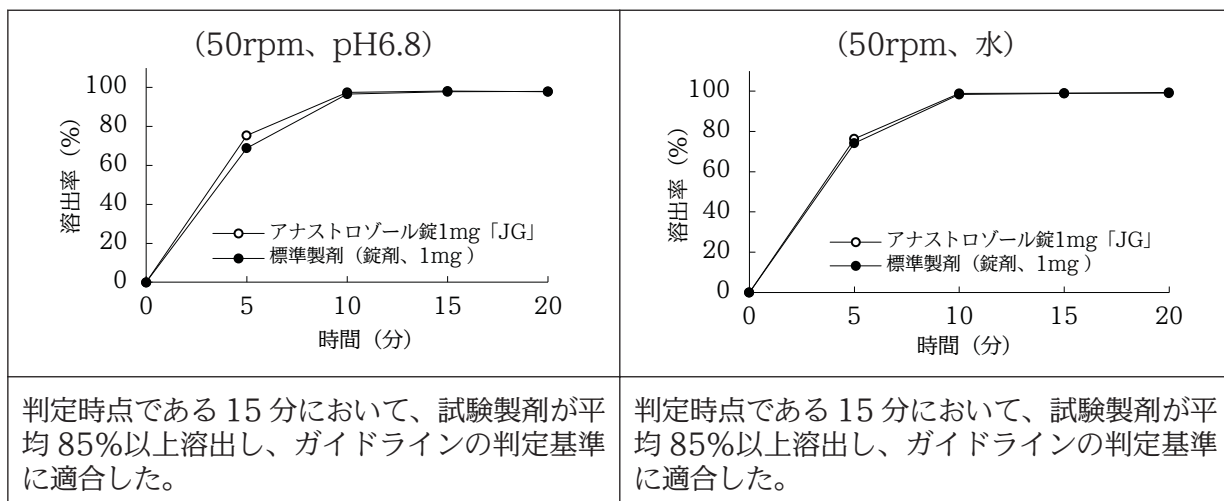 (50rpm、pH6.8)
100
80
60
40
20
0
溶出率 (%)
アナストロゾール錠1mg「JG」
標準製剤 (錠剤、1mg )
0 5 10 15 20
時間 (分)
判定時点である 15 分において、試験製剤が平
均 85%以上溶出し、ガイドラインの判定基準
に適合した。
(50rpm、水)
100
80
60
40
20
0
溶出率 (%)
アナストロゾール錠1mg「JG」
標準製剤 (錠剤、1mg )
0 5 10 15 20
時間 (分)
判定時点である 15 分において、試験製剤が平
均 85%以上溶出し、ガイドラインの判定基準
に適合した。